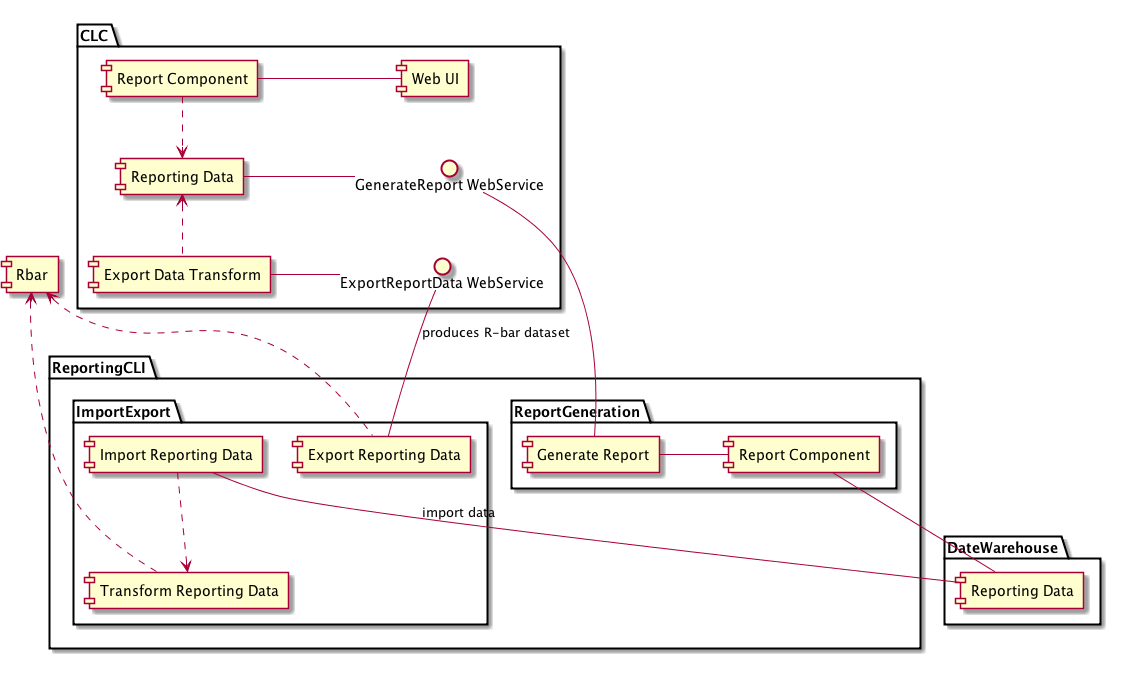 CLC
Report Component
Web UI
Reporting Data
GenerateReport WebService
Rbar
Export Data Transform
ExportReportData WebService
produces R-bar dataset
ReportingCLI
ImportExport
ReportGeneration
Import Reporting Data
Export Reporting Data
Generate Report
Report Component
import data
DateWarehouse
Transform Reporting Data
Reporting Data